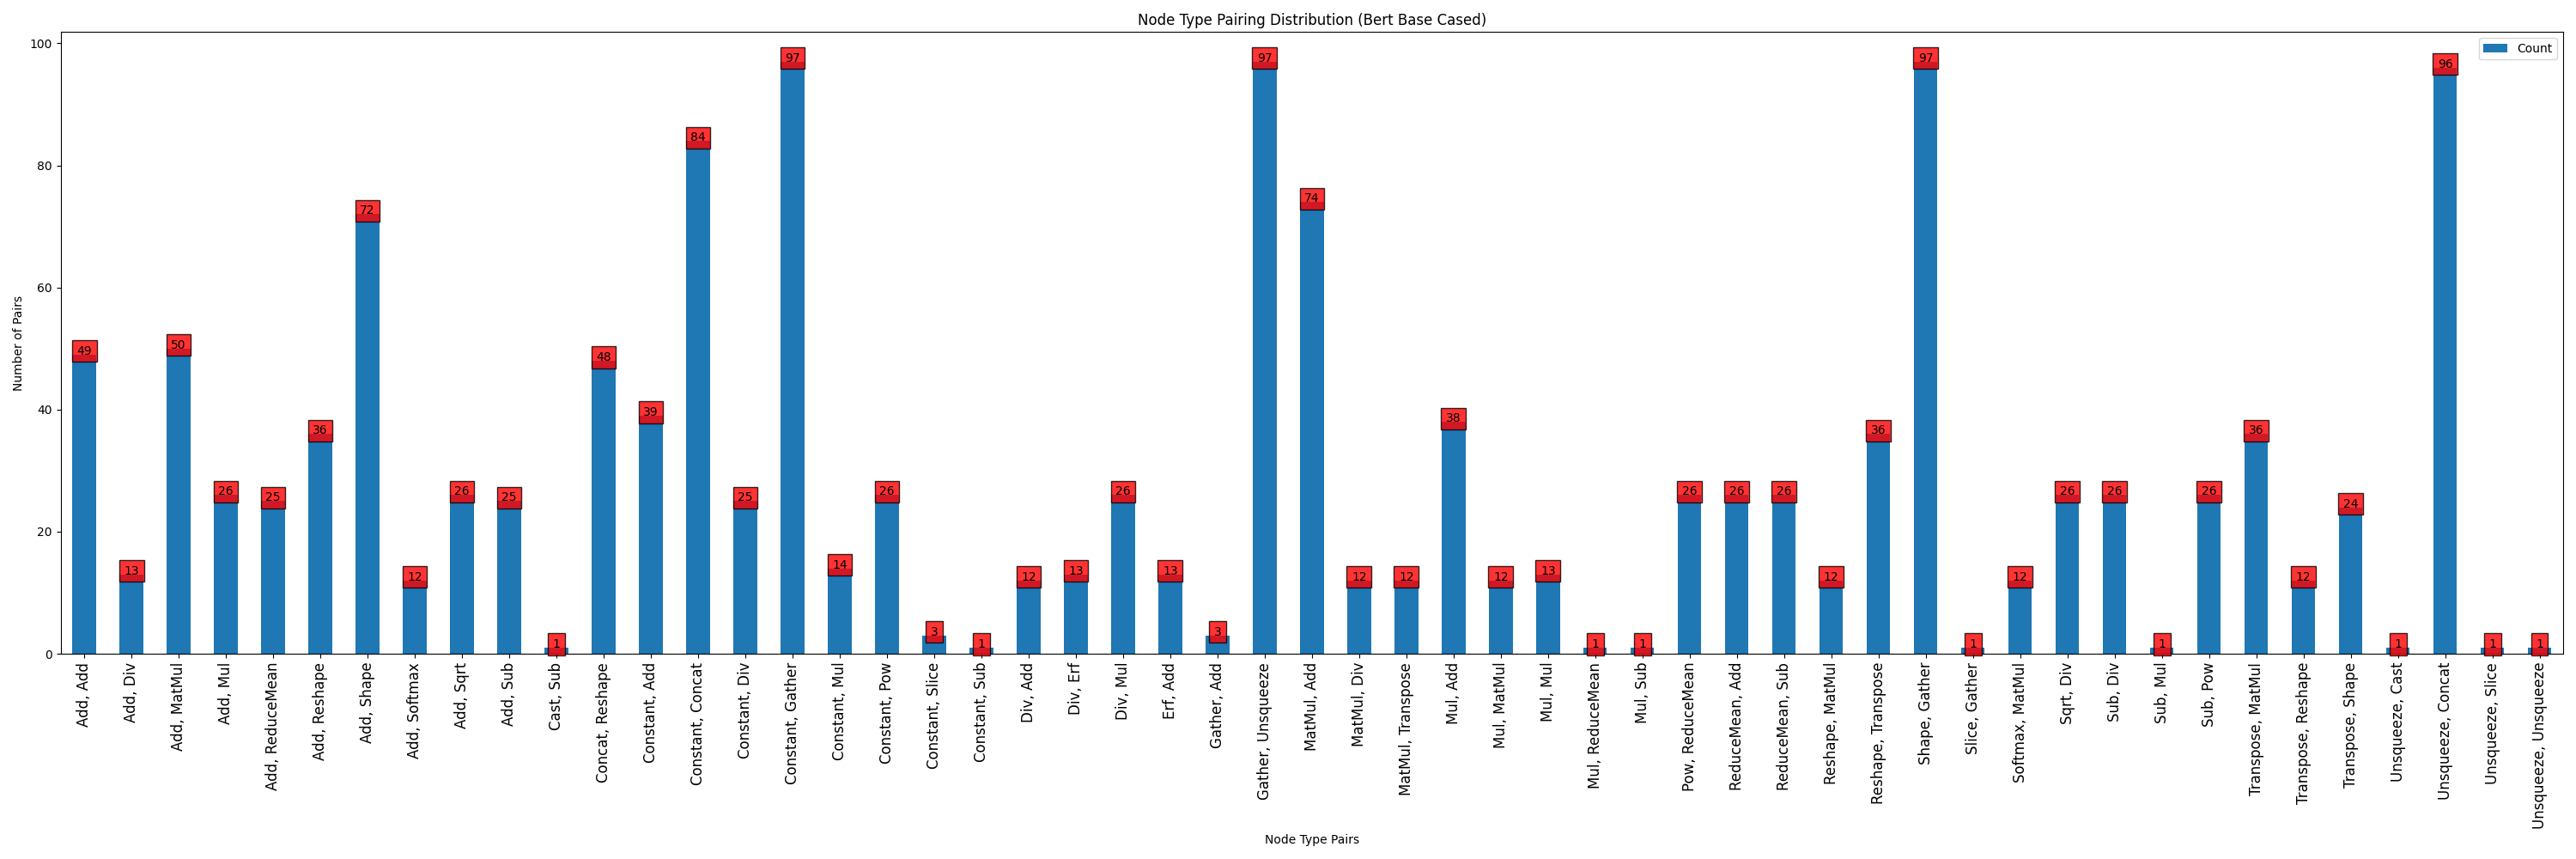 Node Type Pairing Distribution (Bert Base Cased)
Count
Number of Pairs
100
80
60
40
20
0
49
13
50
26
25
36
72
12
26
25
1
48
39
84
25
97
14
26
3
1
12
13
26
13
3
97
74
12
12
38
12
13
1
1
26
26
26
12
36
97
1
12
26
26
1
26
36
12
24
1
96
1
1
Add, Add
Add, Div
Add, MatMul
Add, Mul
Add, ReduceMean
Add, Reshape
Add, Shape
Add, Softmax
Add, Sqrt
Add, Sub
Cast, Sub
Concat, Reshape
Constant, Add
Constant, Concat
Constant, Div
Constant, Gather
Constant, Mul
Constant, Pow
Constant, Slice
Constant, Sub
Div, Add
Div, Erf
Div, Mul
Erf, Add
Gather, Add
Gather, Unsqueeze
MatMul, Add
MatMul, Div
MatMul, Transpose
Mul, Add
Mul, MatMul
Mul, Mul
Mul, ReduceMean
Mul, Sub
Pow, ReduceMean
ReduceMean, Add
ReduceMean, Sub
Reshape, MatMul
Reshape, Transpose
Shape, Gather
Slice, Gather
Softmax, MatMul
Sqrt, Div
Sub, Div
Sub, Mul
Sub, Pow
Transpose, MatMul
Transpose, Reshape
Transpose, Shape
Unsqueeze, Cast
Unsqueeze, Concat
Unsqueeze, Slice
Unsqueeze, Unsqueeze
Node Type Pairs